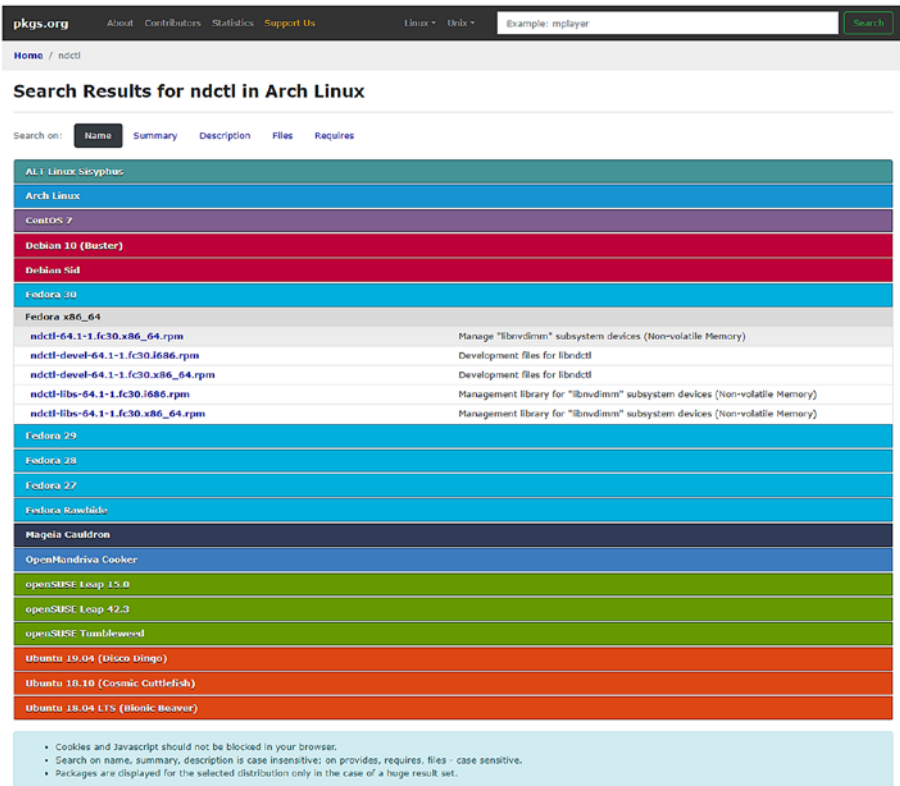 pkgs.org About Contributors Statistics Support Us Linux Unix Example: mplayer Search
Home / ndctl
Search Results for ndctl in Arch Linux
Search on: Name Summary Description Files Requires
ALT Linux Sisyphus
Arch Linux
CentOS 7
Debian 10 (Buster)
Debian Sid
Fedora 30
Fedora x86_64
ndctl-64.1-1.fc30.x86_64.rpm Manage "libnvdimm" subsystem devices (Non-volatile Memory)
ndctl-devel-64.1-1.fc30.i686.rpm Development files for libndctl
ndctl-devel-64.1-1.fc30.x86_64.rpm Development files for libndctl
ndctl-libs-64.1-1.fc30.i686.rpm Management library for "libnvdimm" subsystem devices (Non-volatile Memory)
ndctl-libs-64.1-1.fc30.x86_64.rpm Management library for "libnvdimm" subsystem devices (Non-volatile Memory)
Fedora 29
Fedora 28
Fedora 27
Fedora Rawhide
Mageia Cauldron
OpenMandriva Cooker
openSUSE Leap 15.0
openSUSE Leap 42.3
openSUSE Tumbleweed
Ubuntu 19.04 (Disco Dingo)
Ubuntu 18.10 (Cosmic Cuttlefish)
Ubuntu 18.04 LTS (Bionic Beaver)
• Cookies and Javascript should not be blocked in your browser.
• Search on name, summary, description is case insensitive; on provides, requires, files - case sensitive.
• Packages are displayed for the selected distribution only in the case of a huge result set.